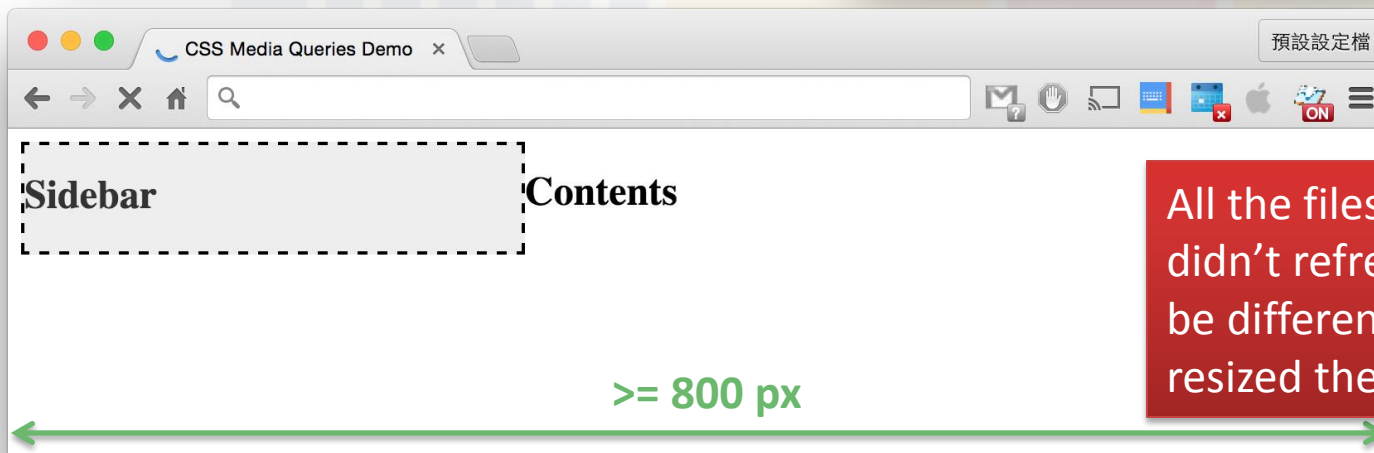 CSS Media Queries Demo
預設設定檔
?
x
ON
Sidebar
Contents
All the files
didn’t refre
be differen
resized the
>= 800 px